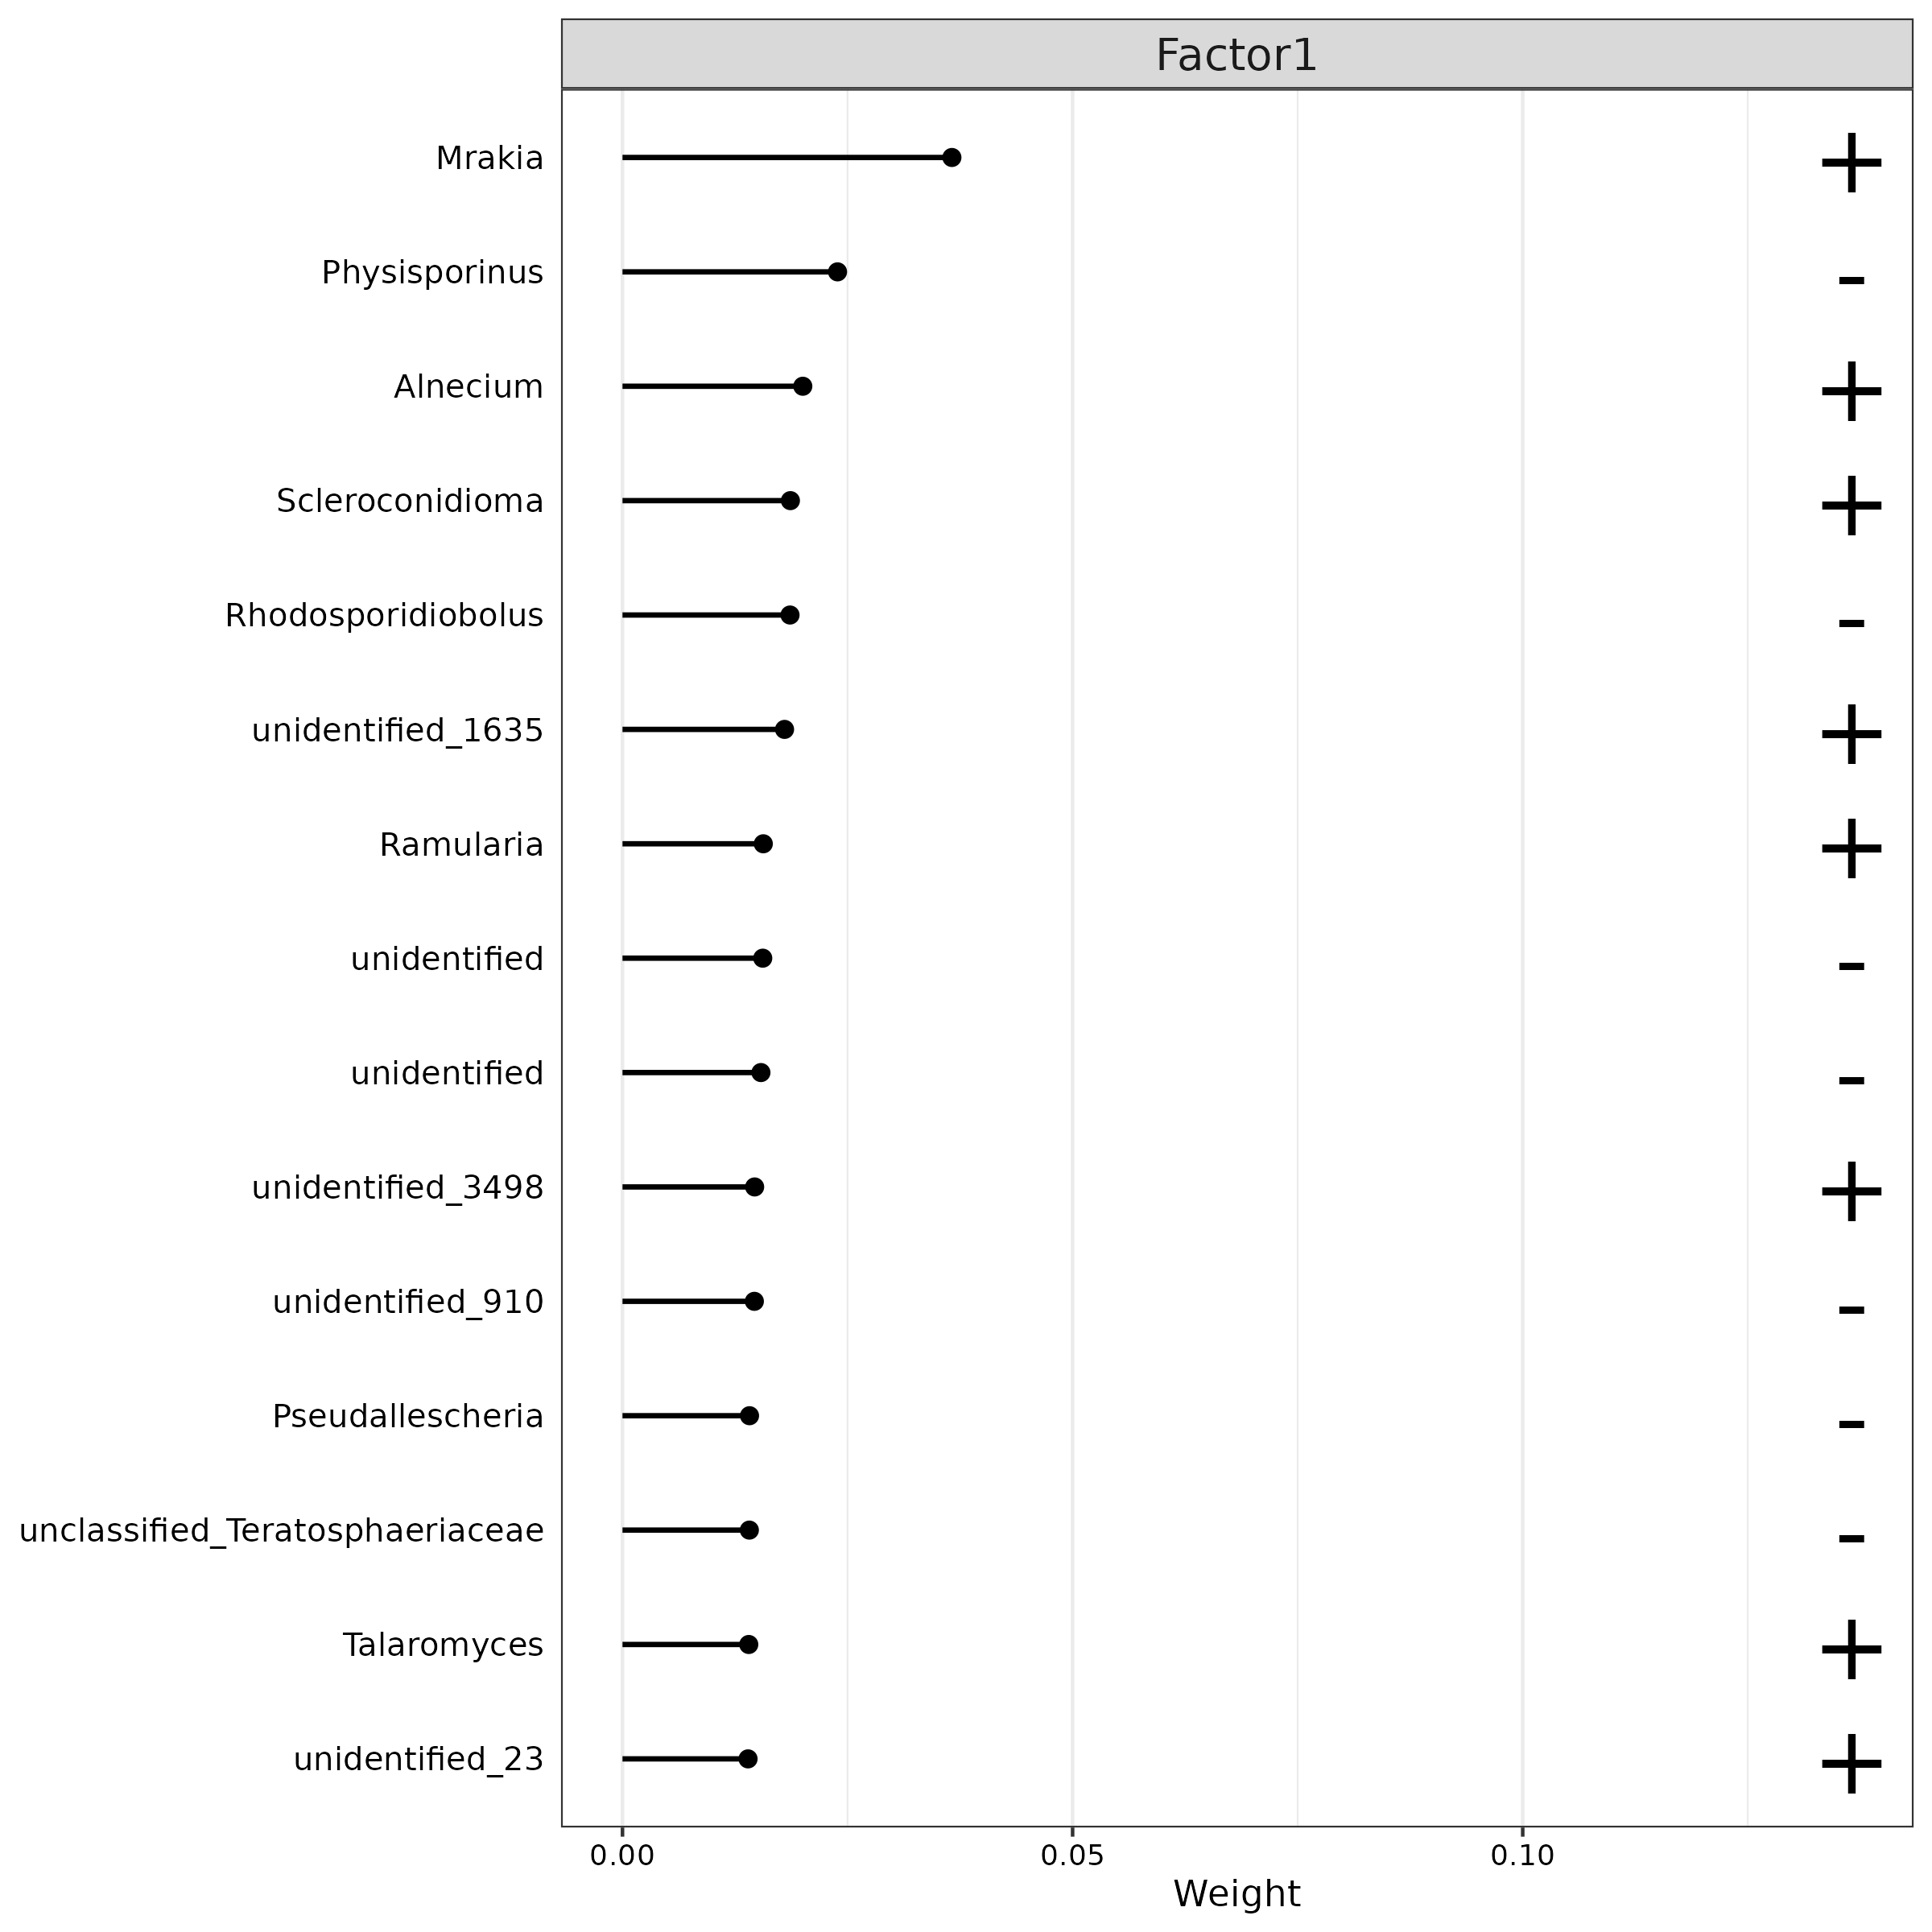 Factor1
Mrakia +
Physisporinus -
Alnecium +
Scleroconidioma +
Rhodosporidiobolus -
unidentified_1635 +
Ramularia +
unidentified -
unidentified -
unidentified_3498 +
unidentified_910 -
Pseudallescheria -
unclassified_Teratosphaeriaceae -
Talaromyces +
unidentified_23 +
0.00 0.05 0.10
Weight